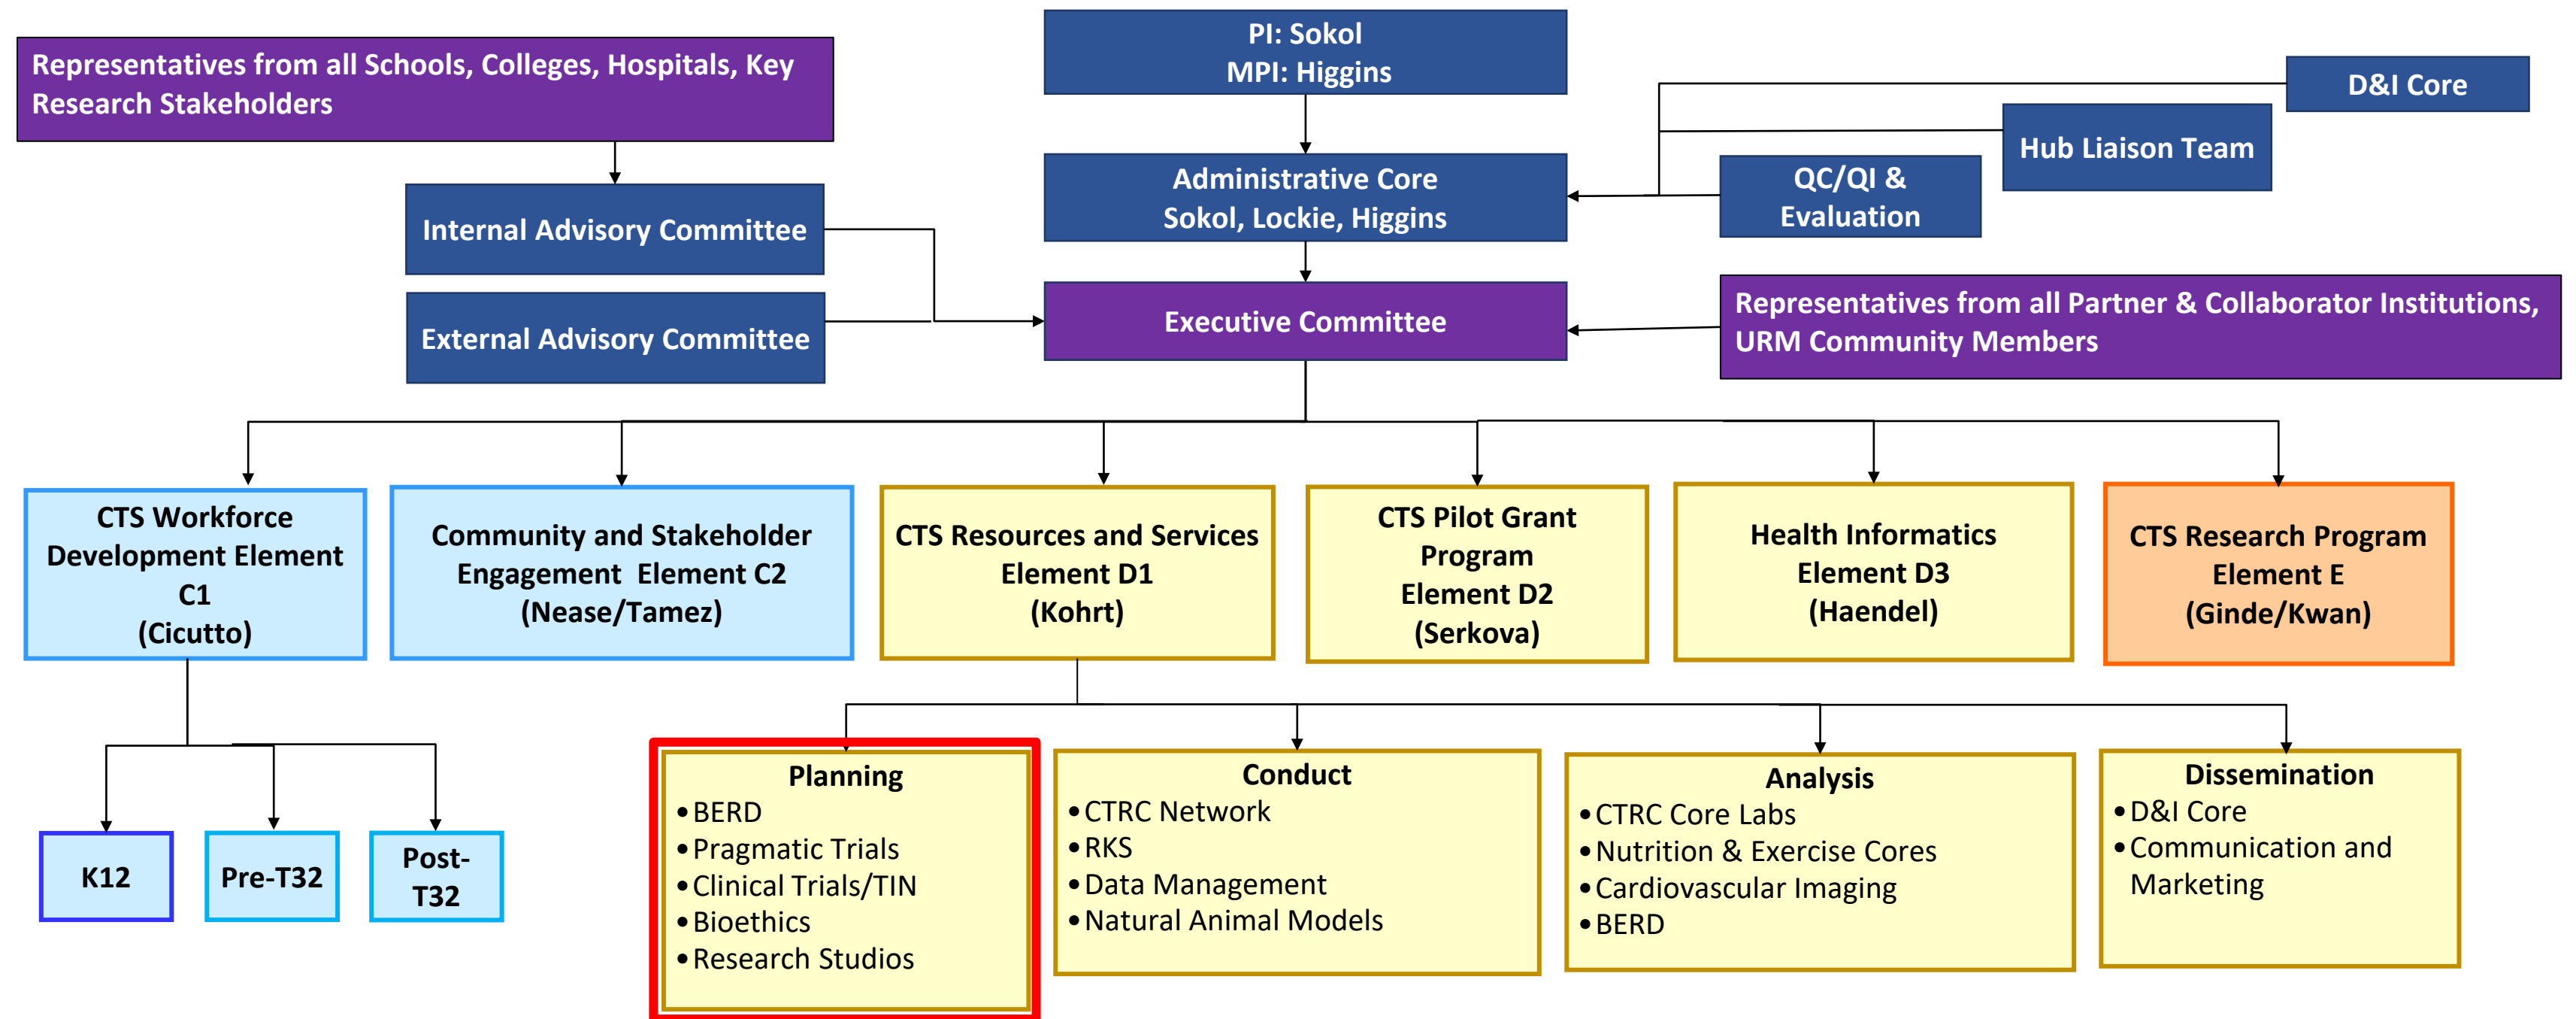 PI: Sokol
MPI: Higgins
Representatives from all Schools, Colleges, Hospitals, Key
Research Stakeholders
D&I Core
Hub Liaison Team
QC/QI &
Evaluation
Administrative Core
Sokol, Lockie, Higgins
Internal Advisory Committee
External Advisory Committee
Executive Committee
Representatives from all Partner & Collaborator Institutions,
URM Community Members
CTS Workforce
Development Element
C1
(Cicutto)
Community and Stakeholder
Engagement Element C2
(Nease/Tamez)
CTS Resources and Services
Element D1
(Kohrt)
CTS Pilot Grant
Program
Element D2
(Serkova)
Health Informatics
Element D3
(Haendel)
CTS Research Program
Element E
(Ginde/Kwan)
K12
Pre-T32
Post-
T32
Planning
•BERD
•Pragmatic Trials
•Clinical Trials/TIN
•Bioethics
•Research Studios
Conduct
•CTRC Network
•RKS
•Data Management
•Natural Animal Models
Analysis
•CTRC Core Labs
•Nutrition & Exercise Cores
•Cardiovascular Imaging
•BERD
Dissemination
•D&I Core
•Communication and
Marketing